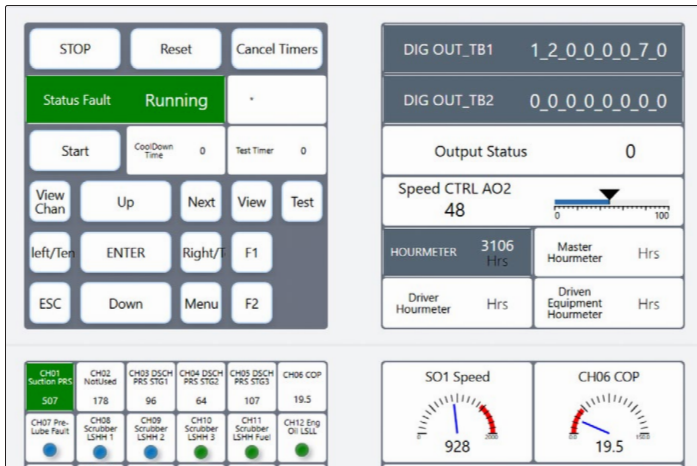 STOP
Reset
Cancel Timers
Status Fault Running
*
Start
CoolDown
Time
0
Test Timer 0
View
Chan
Up
Next
View
Test
left/Ten
ENTER
Right/T
F1
ESC
Down
Menu
F2
DIG OUT_TB1 1_2_0_0_0_0_7_0
DIG OUT_TB2 0_0_0_0_0_0_0_0
Output Status 0
Speed CTRL AO2
48
0 100
HOURMETER
3106
Hrs
Master
Hourmeter
Hrs
Driver
Hourmeter
Hrs
Driven
Equipment
Hourmeter
Hrs
CH01
Suction PRS
507
CH02
NotUsed
178
CH03 DSCH
PRS STG1
96
CH04 DSCH
PRS STG2
64
CH05 DSCH
PRS STG3
107
CH06 COP
19.5
CH07 Pre-
Lube Fault
CH08
Scrubber
LSHH 1
CH09
Scrubber
LSHH 2
CH10
Scrubber
LSHH 3
CH11
Scrubber
LSHH Fuel
CH12 Eng
Oil LSLL
SO1 Speed
928
CH06 COP
19.5